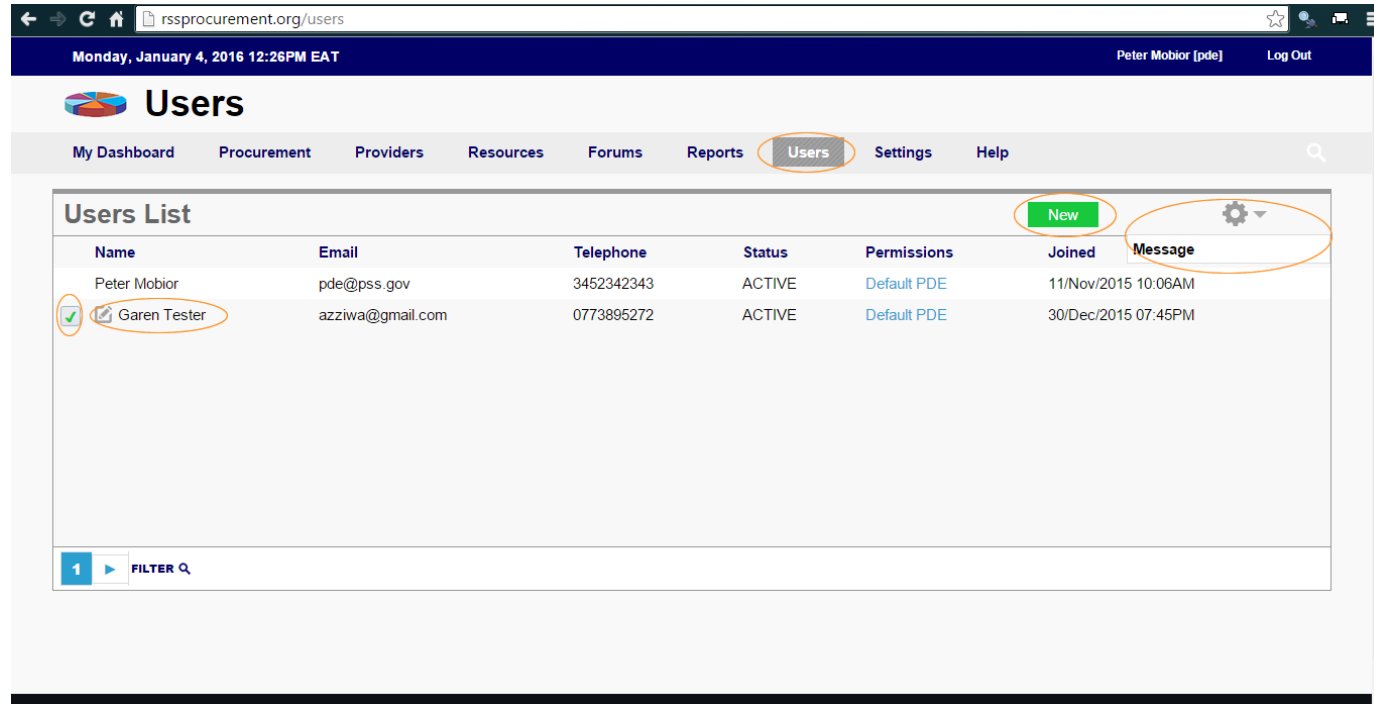 rssprocurement.org/users
Monday, January 4, 2016 12:26PM EAT Peter Mobior [pde] Log Out
Users
My Dashboard Procurement Providers Resources Forums Reports Users Settings Help
Users List New
Name Email Telephone Status Permissions Joined Message
Peter Mobior pde@pss.gov 3452342343 ACTIVE Default PDE 11/Nov/2015 10:06AM
Garen Tester azziwa@gmail.com 0773895272 ACTIVE Default PDE 30/Dec/2015 07:45PM
1 FILTER